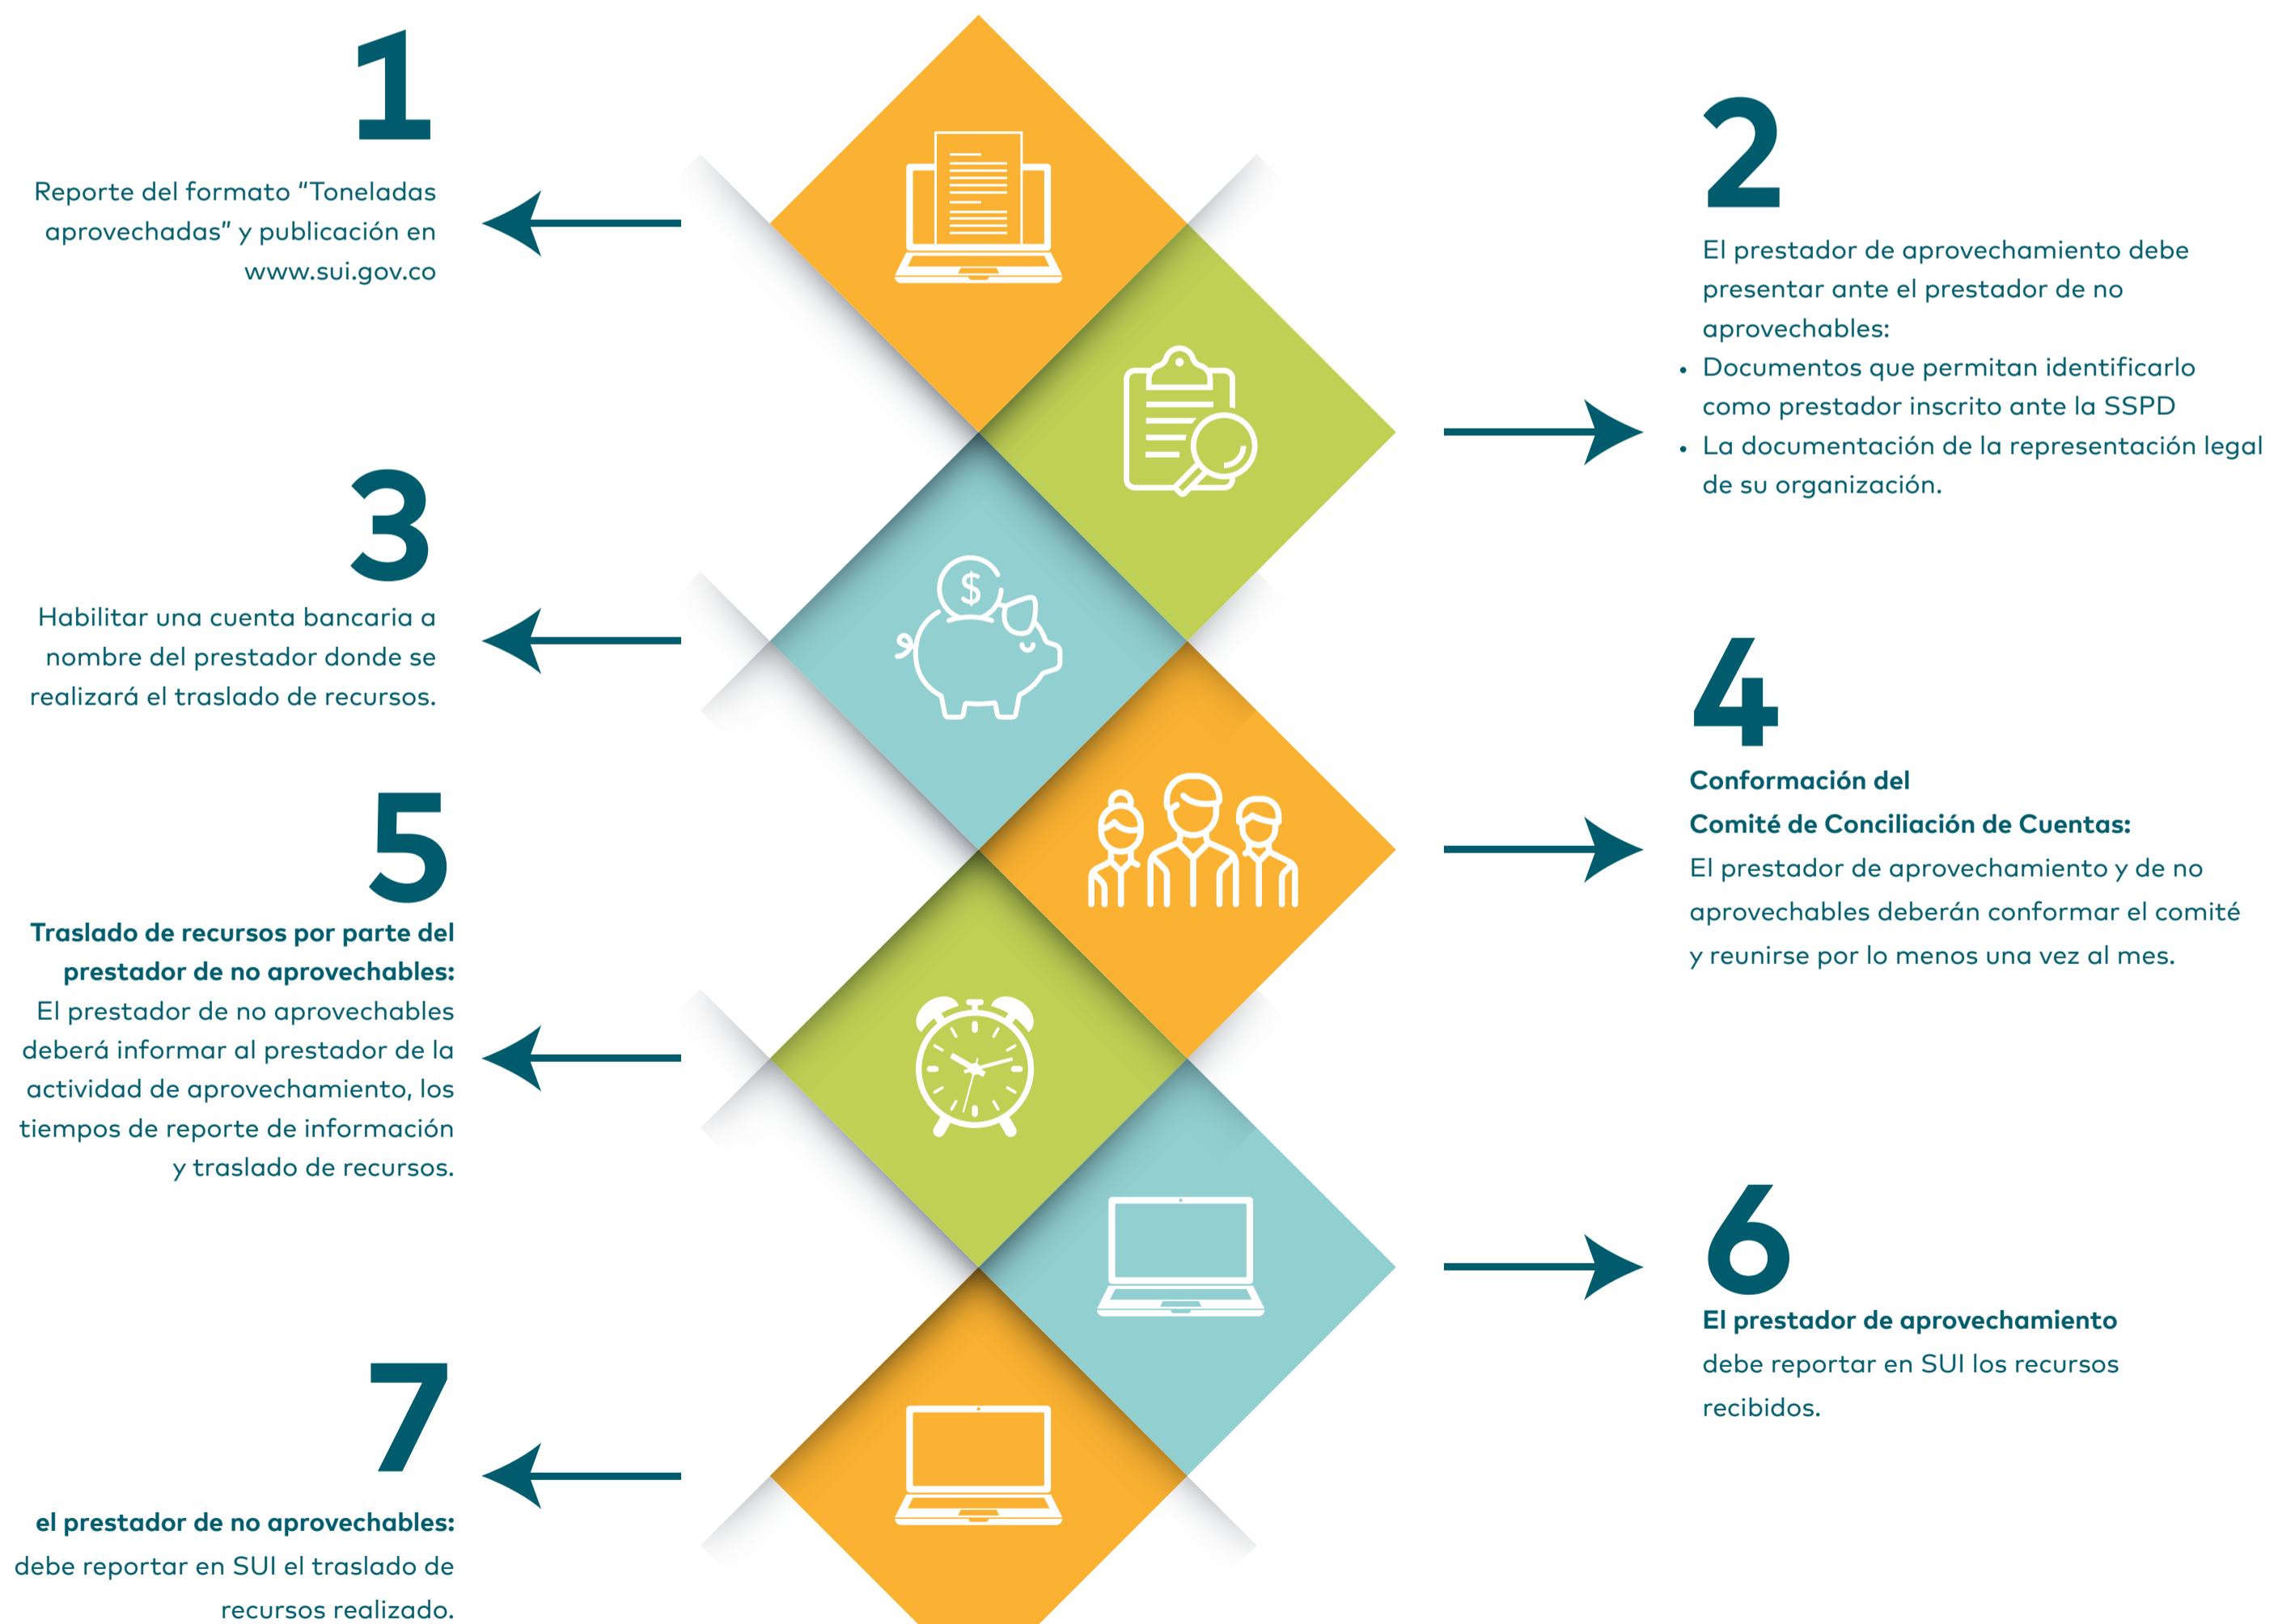 1
Reporte del formato “Toneladas
aprovechadas” y publicación en
www.sui.gov.co
2
El prestador de aprovechamiento debe
presentar ante el prestador de no
aprovechables:
• Documentos que permitan identificarlo
como prestador inscrito ante la SSPD
• La documentación de la representación legal
de su organización.
3
Habilitar una cuenta bancaria a
nombre del prestador donde se
realizará el traslado de recursos.
$
4
Conformación del
Comité de Conciliación de Cuentas:
El prestador de aprovechamiento y de no
aprovechables deberán conformar el comité
y reunirse por lo menos una vez al mes.
5
Traslado de recursos por parte del
prestador de no aprovechables:
El prestador de no aprovechables
deberá informar al prestador de la
actividad de aprovechamiento, los
tiempos de reporte de información
y traslado de recursos.
6
El prestador de aprovechamiento
debe reportar en SUI los recursos
recibidos.
7
el prestador de no aprovechables:
debe reportar en SUI el traslado de
recursos realizado.